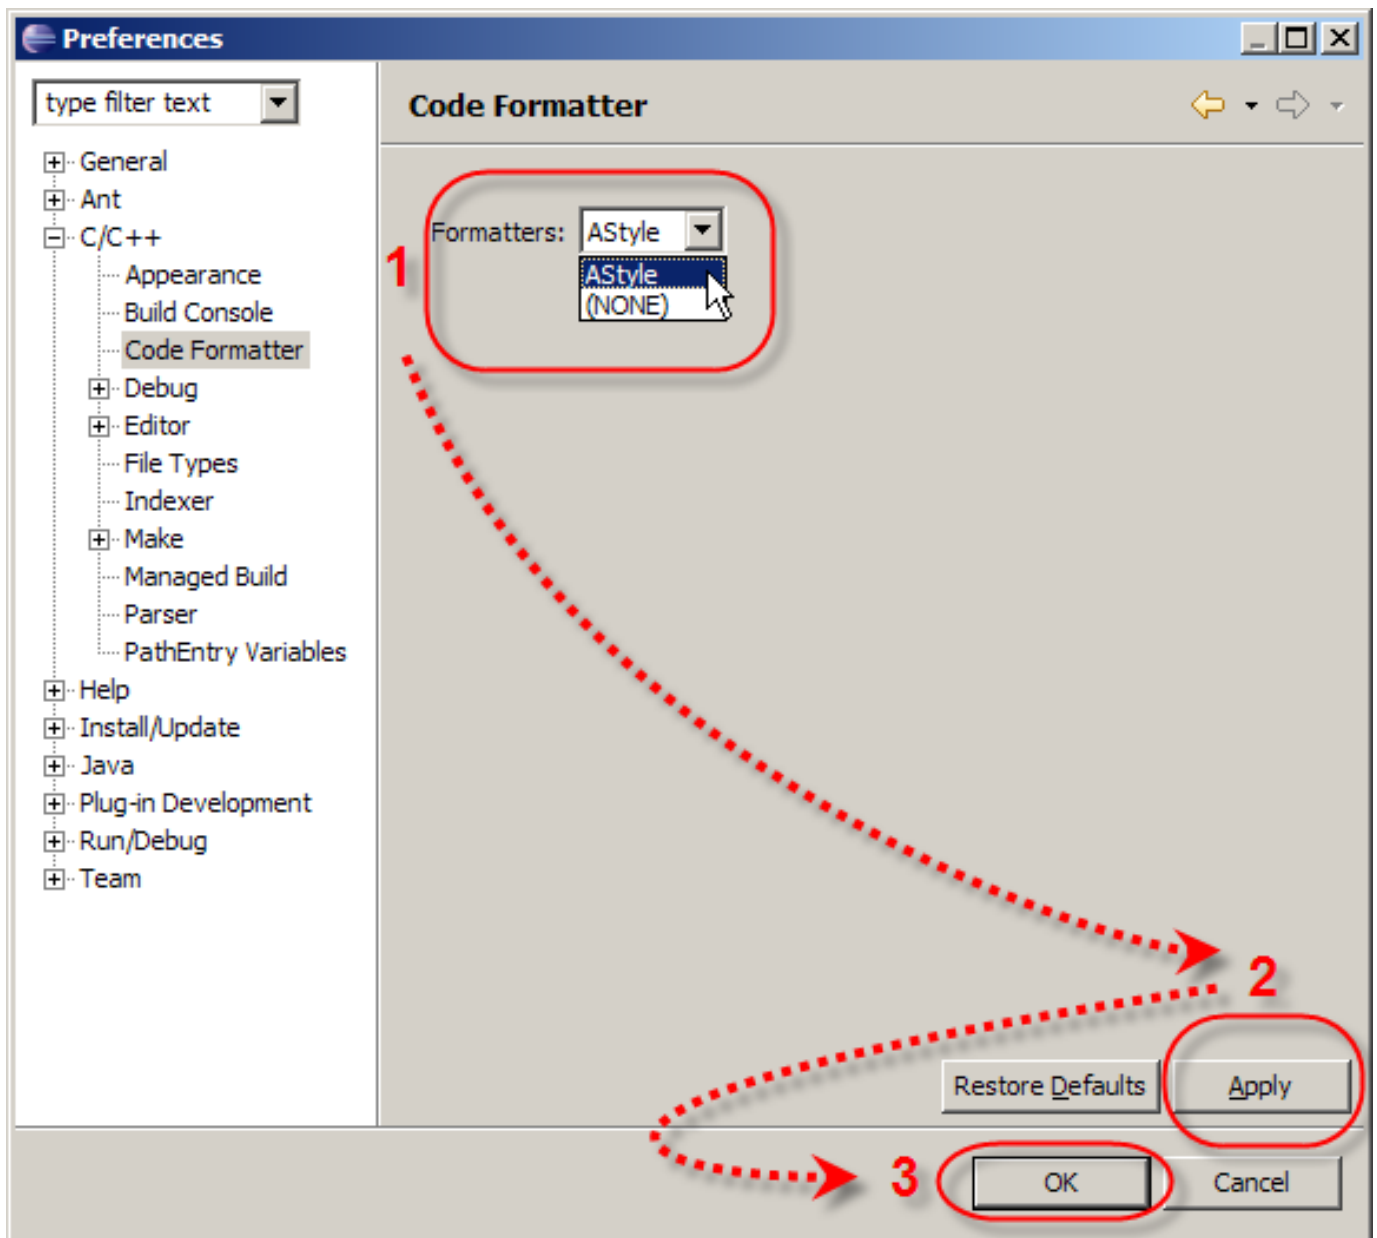 Preferences
type filter text
Code Formatter
General
Ant
C/C++
Appearance
Build Console
Code Formatter
Debug
Editor
File Types
Indexer
Make
Managed Build
Parser
PathEntry Variables
Help
Install/Update
Java
Plug-in Development
Run/Debug
Team
1
Formatters: AStyle
AStyle
(NONE)
2
Restore Defaults Apply
3 OK Cancel